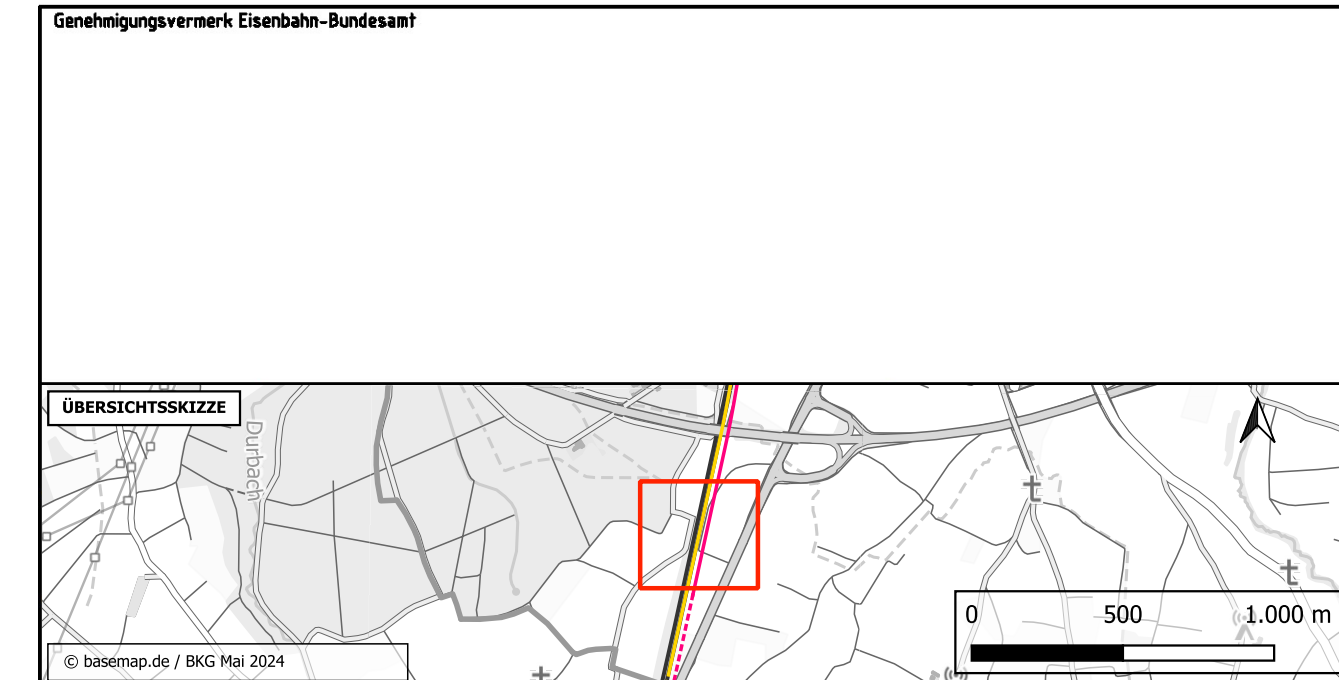 Genehmigungsvermerk Eisenbahn-Bundesamt
ÜBERSICHTSSKIZZE
Durbach
0 500 1.000 m
© basemap.de / BKG Mai 2024